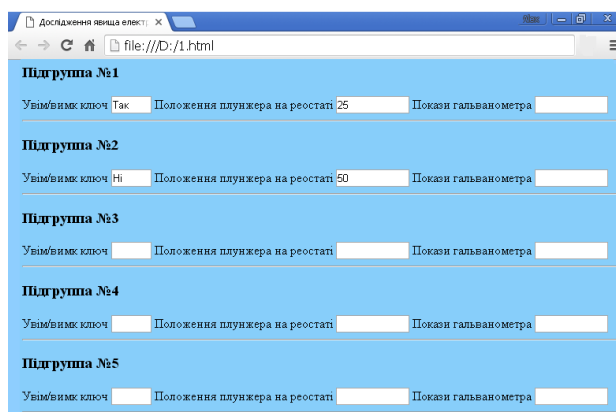 Дослідження явища електр
Alex
file:///D:/1.html
Підгруппа №1
Увім/вимк ключ Так Положення плунжера на реостаті 25 Покази гальванометра
Підгруппа №2
Увім/вимк ключ Ні Положення плунжера на реостаті 50 Покази гальванометра
Підгруппа №3
Увім/вимк ключ Положення плунжера на реостаті Покази гальванометра
Підгруппа №4
Увім/вимк ключ Положення плунжера на реостаті Покази гальванометра
Підгруппа №5
Увім/вимк ключ Положення плунжера на реостаті Покази гальванометра